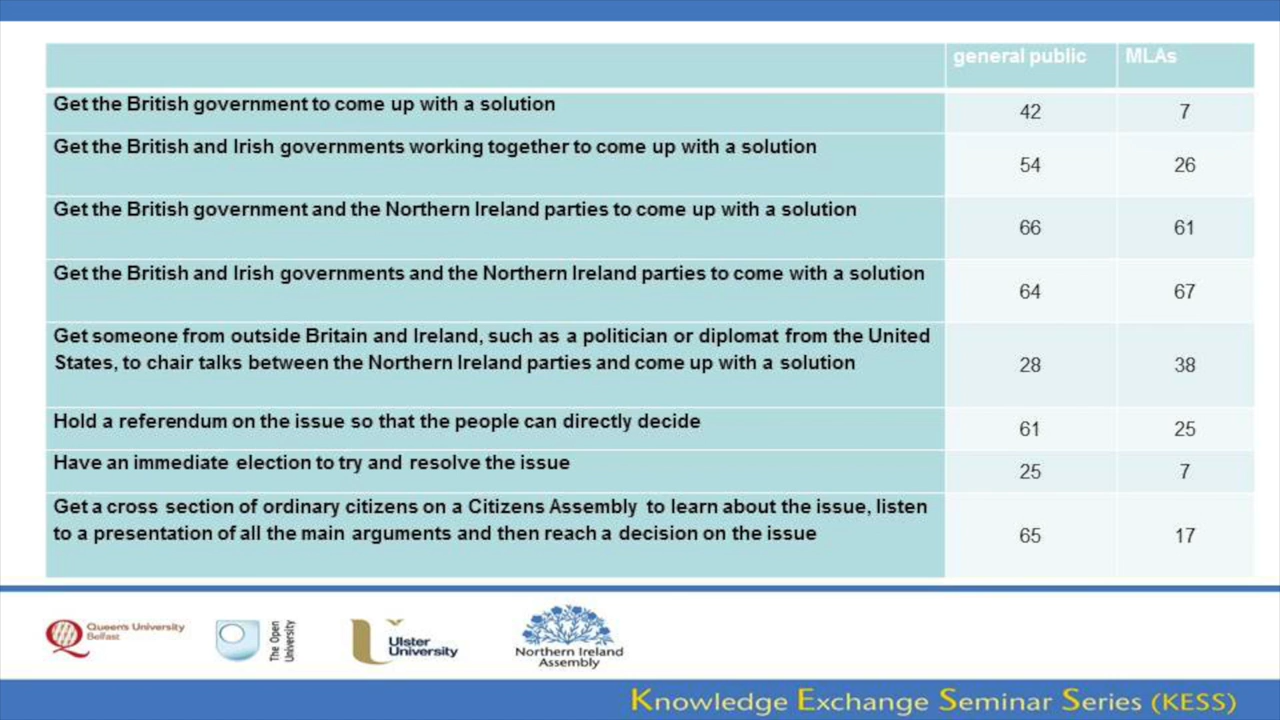 general public MLAs
Get the British government to come up with a solution 42 7
Get the British and Irish governments working together to come up with a solution 54 26
Get the British government and the Northern Ireland parties to come up with a solution 66 61
Get the British and Irish governments and the Northern Ireland parties to come with a solution 64 67
Get someone from outside Britain and Ireland, such as a politician or diplomat from the United
States, to chair talks between the Northern Ireland parties and come up with a solution 28 38
Hold a referendum on the issue so that the people can directly decide 61 25
Have an immediate election to try and resolve the issue 25 7
Get a cross section of ordinary citizens on a Citizens Assembly to learn about the issue, listen
to a presentation of all the main arguments and then reach a decision on the issue 65 17
Queen's University
Belfast
The Open
University
Ulster
University
Northern Ireland
Assembly
Knowledge Exchange Seminar Series (KESS)